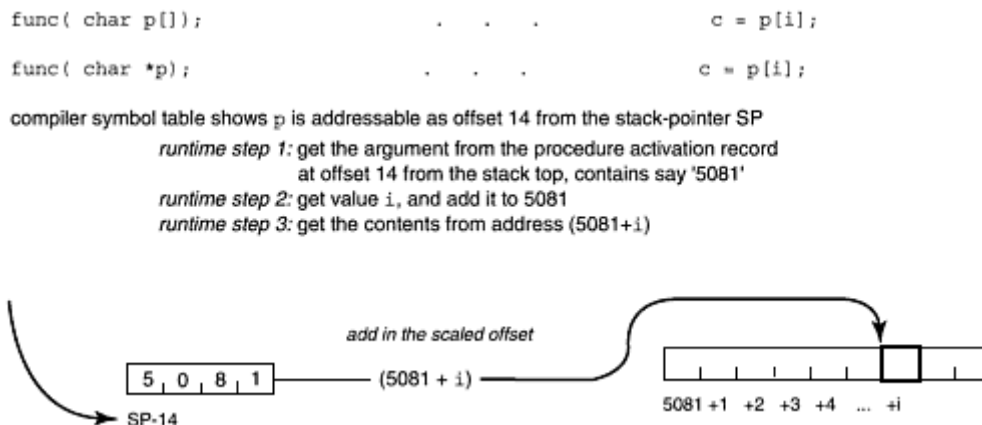 func( char p[]); . . . c = p[i];
func( char *p); . . . c = p[i];
compiler symbol table shows p is addressable as offset 14 from the stack-pointer SP
runtime step 1: get the argument from the procedure activation record
at offset 14 from the stack top, contains say '5081'
runtime step 2: get value i, and add it to 5081
runtime step 3: get the contents from address (5081+i)
add in the scaled offset
5 0 8 1 (5081 + i)
5081 +1 +2 +3 +4 ... +i
SP-14